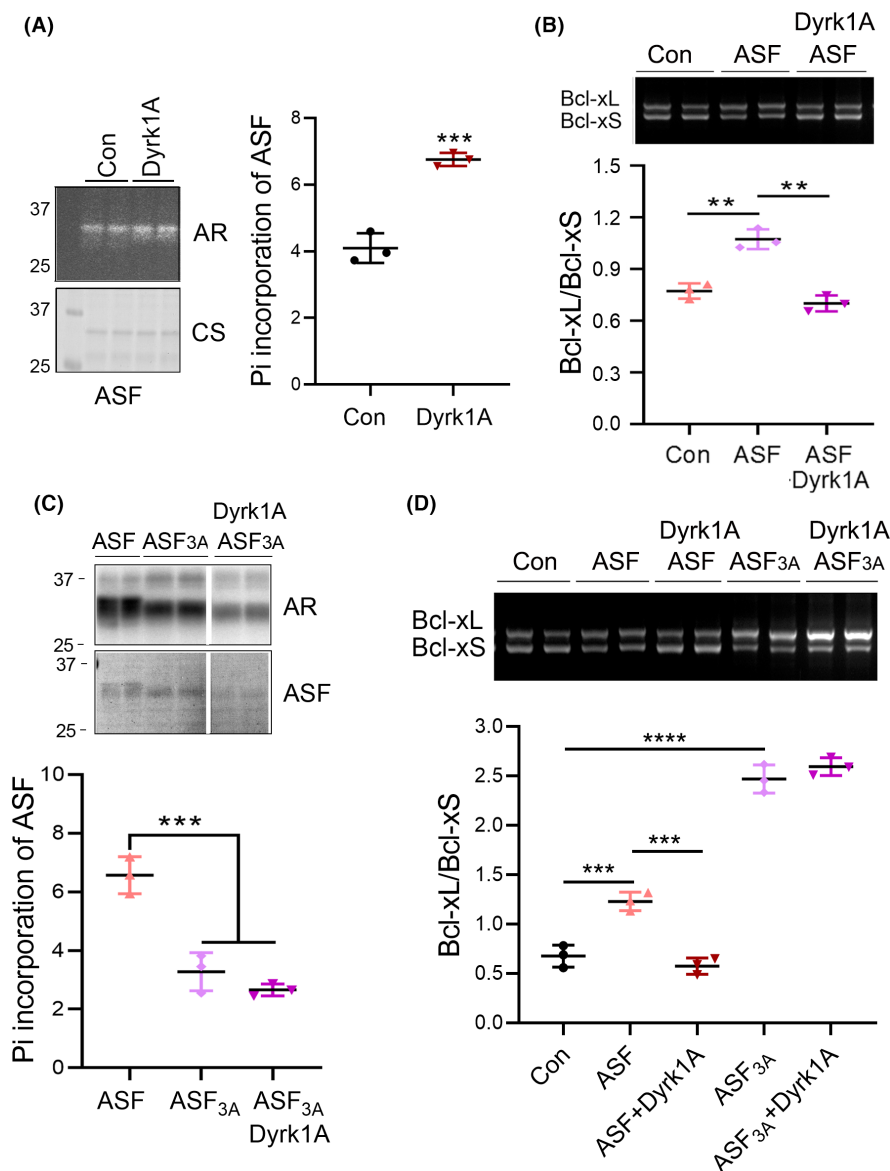 (A)
Con
Dyrk1A
37
25
AR
37
25
CS
ASF
Pi incorporation of ASF
8
6
4
2
0
***
Con
Dyrk1A
(B)
Dyrk1A
Con
ASF
ASF
Bcl-xL
Bcl-xS
Bcl-xL/Bcl-xS
1.5
1.2
0.9
0.6
0.3
0.0
**
**
Con
ASF
ASF
Dyrk1A
(C)
Dyrk1A
ASF
ASF3A
ASF3A
37
25
AR
37
25
ASF
Pi incorporation of ASF
10
8
6
4
2
0
***
ASF
ASF3A
ASF3A
Dyrk1A
(D)
Dyrk1A
Dyrk1A
Con
ASF
ASF
ASF3A
ASF3A
Bcl-xL
Bcl-xS
Bcl-xL/Bcl-xS
3.0
2.5
2.0
1.5
1.0
0.5
0.0
****
***
***
Con
ASF
ASF+Dyrk1A
ASF3A
ASF3A+Dyrk1A